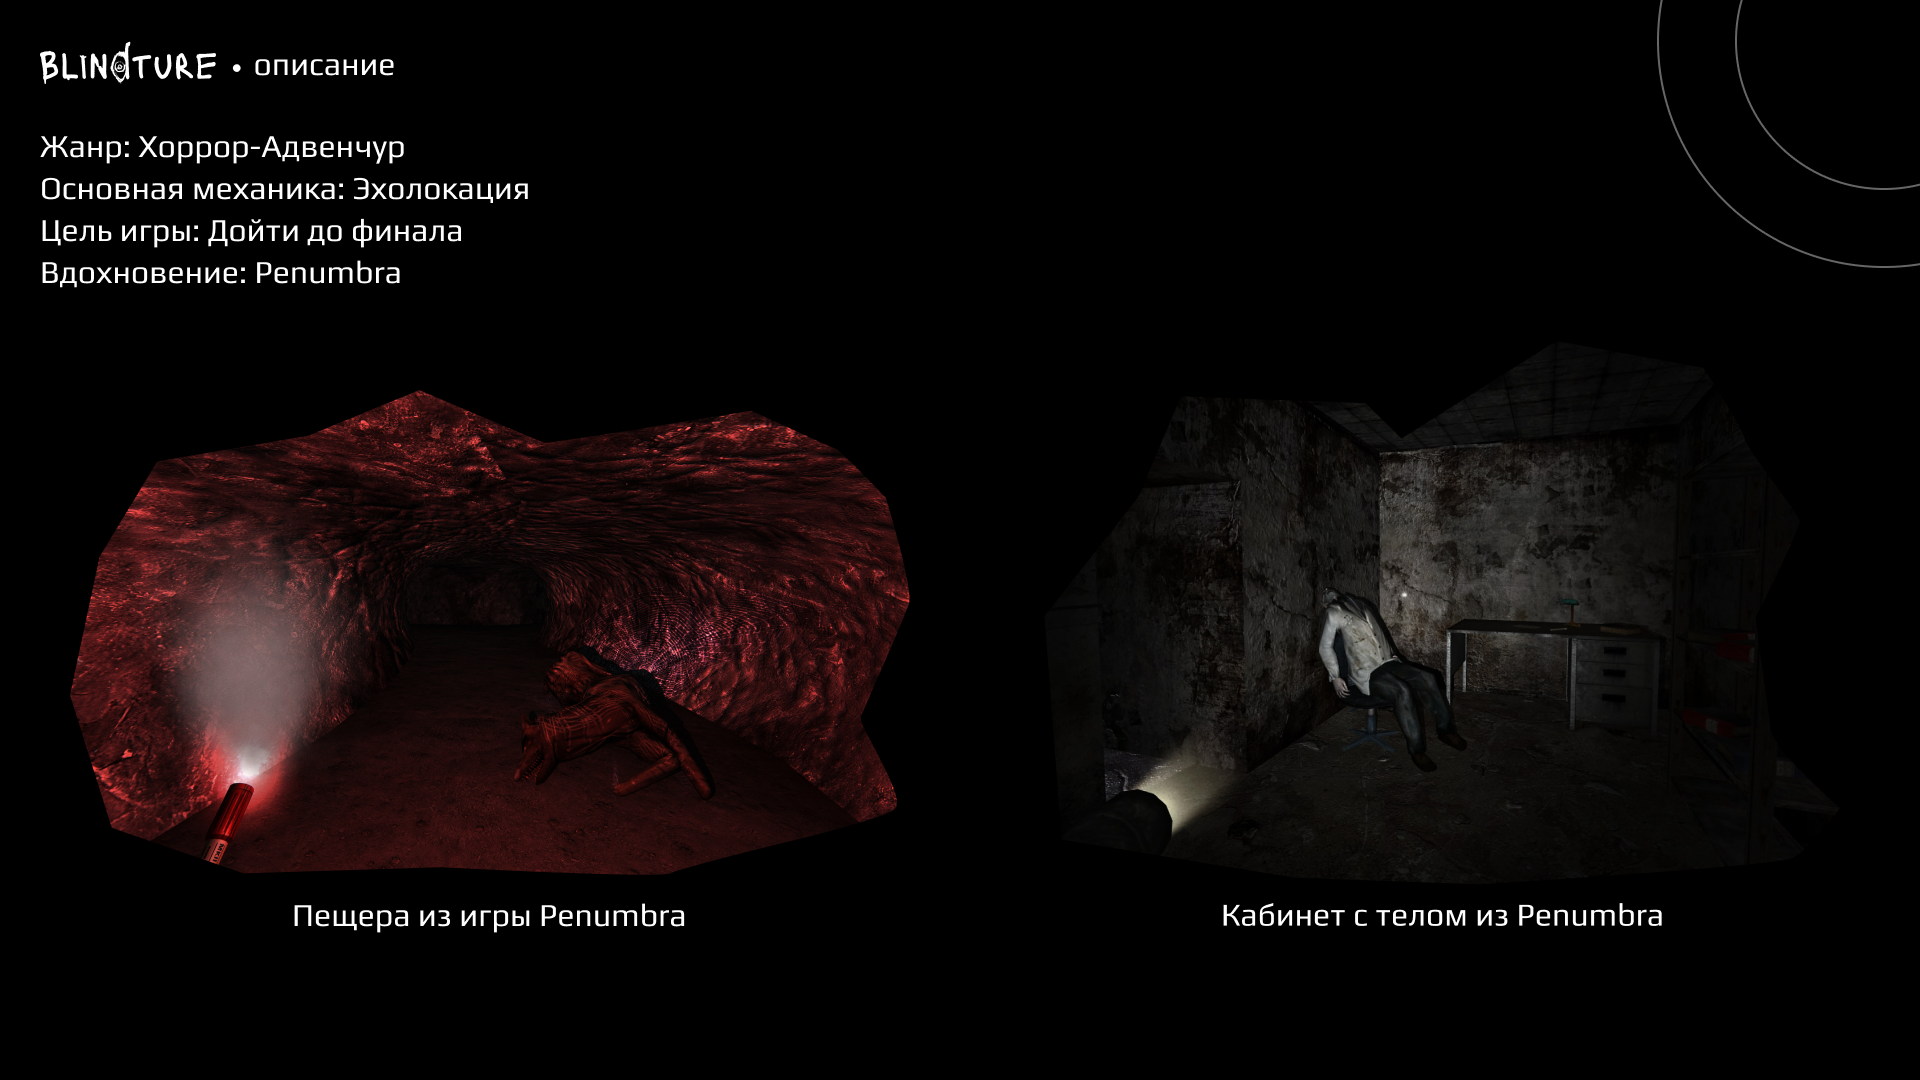 BLINdTURE • описание
Жанр: Хоррор-Адвенчур
Основная механика: Эхолокация
Цель игры: Дойти до финала
Вдохновение: Penumbra
Пещера из игры Penumbra
Кабинет с телом из Penumbra